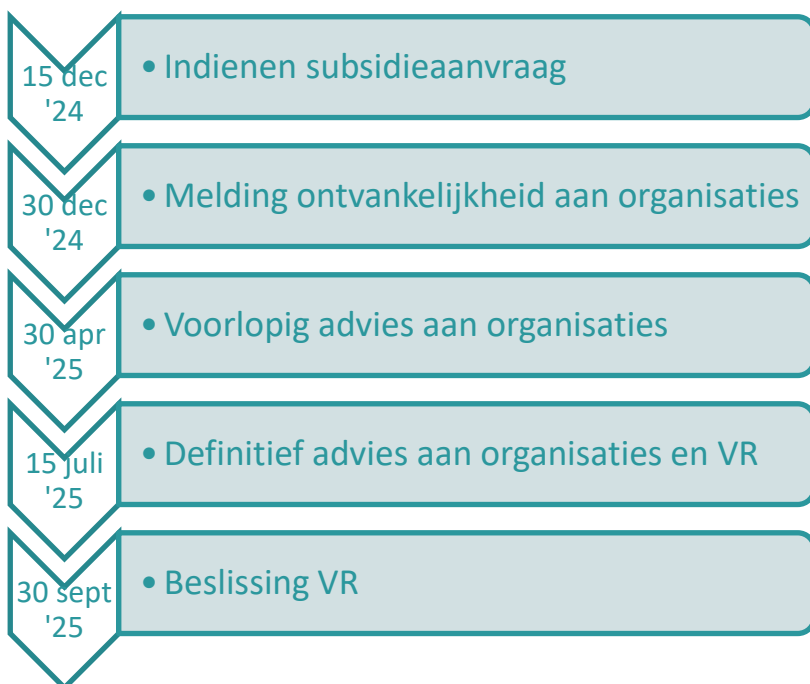 15 dec
'24
• Indienen subsidieaanvraag
30 dec
'24
• Melding ontvankelijkheid aan organisaties
30 apr
'25
• Voorlopig advies aan organisaties
15 juli
'25
• Definitief advies aan organisaties en VR
30 sept
'25
• Beslissing VR